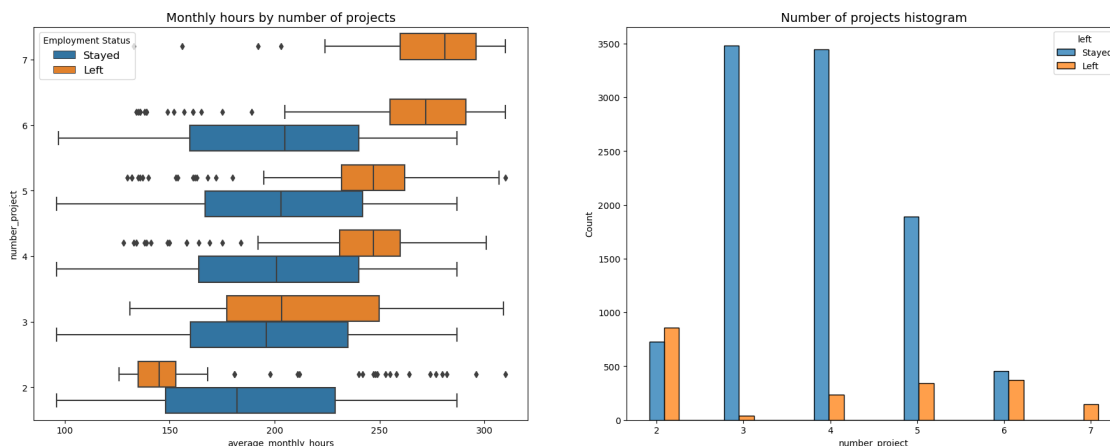 Monthly hours by number of projects
Employment Status
Stayed
Left
number_project
7
6
5
4
3
2
100
150
200
250
300
average_monthly_hours
Number of projects histogram
left
Stayed
Left
Count
3500
3000
2500
2000
1500
1000
500
0
2
3
4
5
6
7
number_project